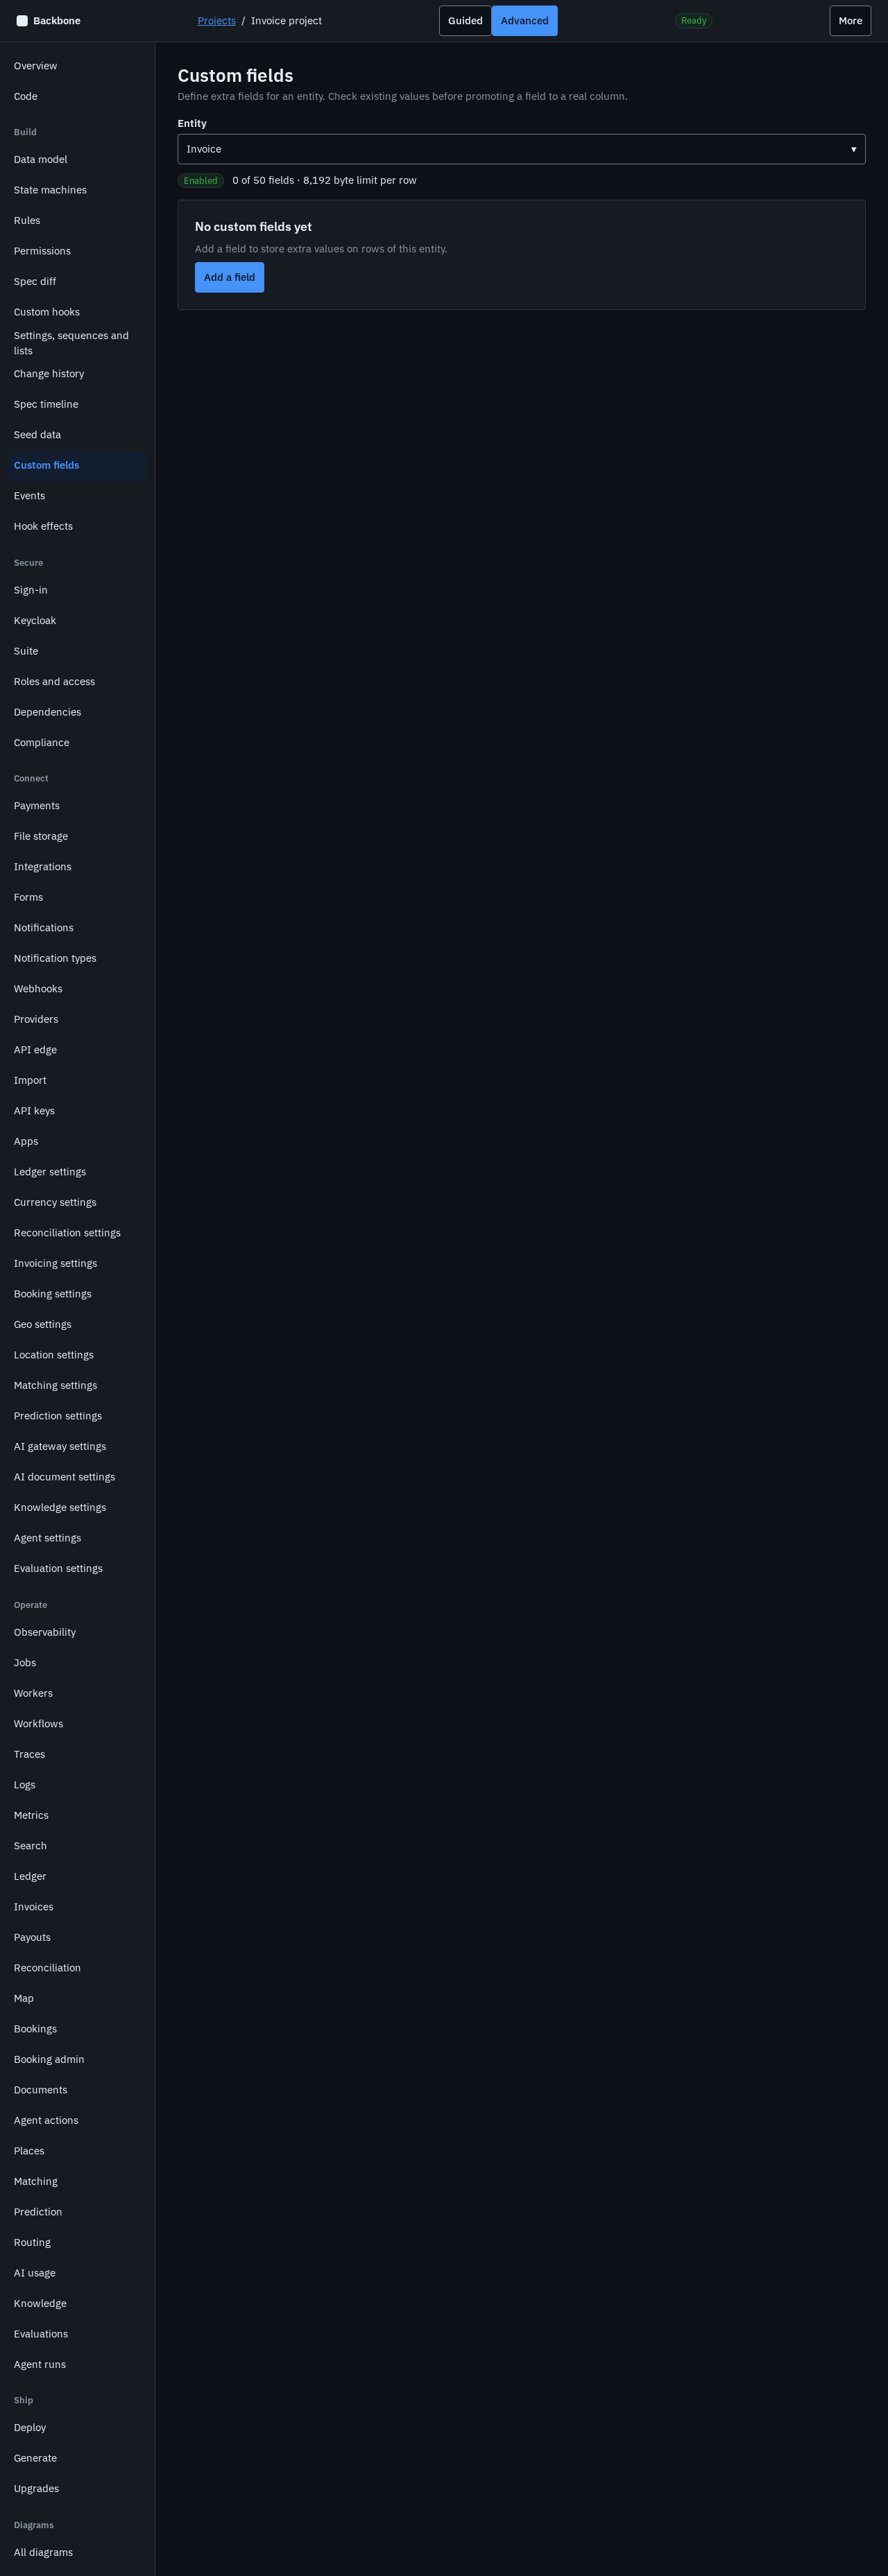 Backbone
Projects / Invoice project
Guided
Advanced
Ready
More
Overview
Code
Build
Data model
State machines
Rules
Permissions
Spec diff
Custom hooks
Settings, sequences and
lists
Change history
Spec timeline
Seed data
Custom fields
Events
Hook effects
Secure
Sign-in
Keycloak
Suite
Roles and access
Dependencies
Compliance
Connect
Payments
File storage
Integrations
Forms
Notifications
Notification types
Webhooks
Providers
API edge
Import
API keys
Apps
Ledger settings
Currency settings
Reconciliation settings
Invoicing settings
Booking settings
Geo settings
Location settings
Matching settings
Prediction settings
AI gateway settings
AI document settings
Knowledge settings
Agent settings
Evaluation settings
Operate
Observability
Jobs
Workers
Workflows
Traces
Logs
Metrics
Search
Ledger
Invoices
Payouts
Reconciliation
Map
Bookings
Booking admin
Documents
Agent actions
Places
Matching
Prediction
Routing
AI usage
Knowledge
Evaluations
Agent runs
Ship
Deploy
Generate
Upgrades
Diagrams
All diagrams
Custom fields
Define extra fields for an entity. Check existing values before promoting a field to a real column.
Entity
Invoice
Enabled 0 of 50 fields · 8,192 byte limit per row
No custom fields yet
Add a field to store extra values on rows of this entity.
Add a field